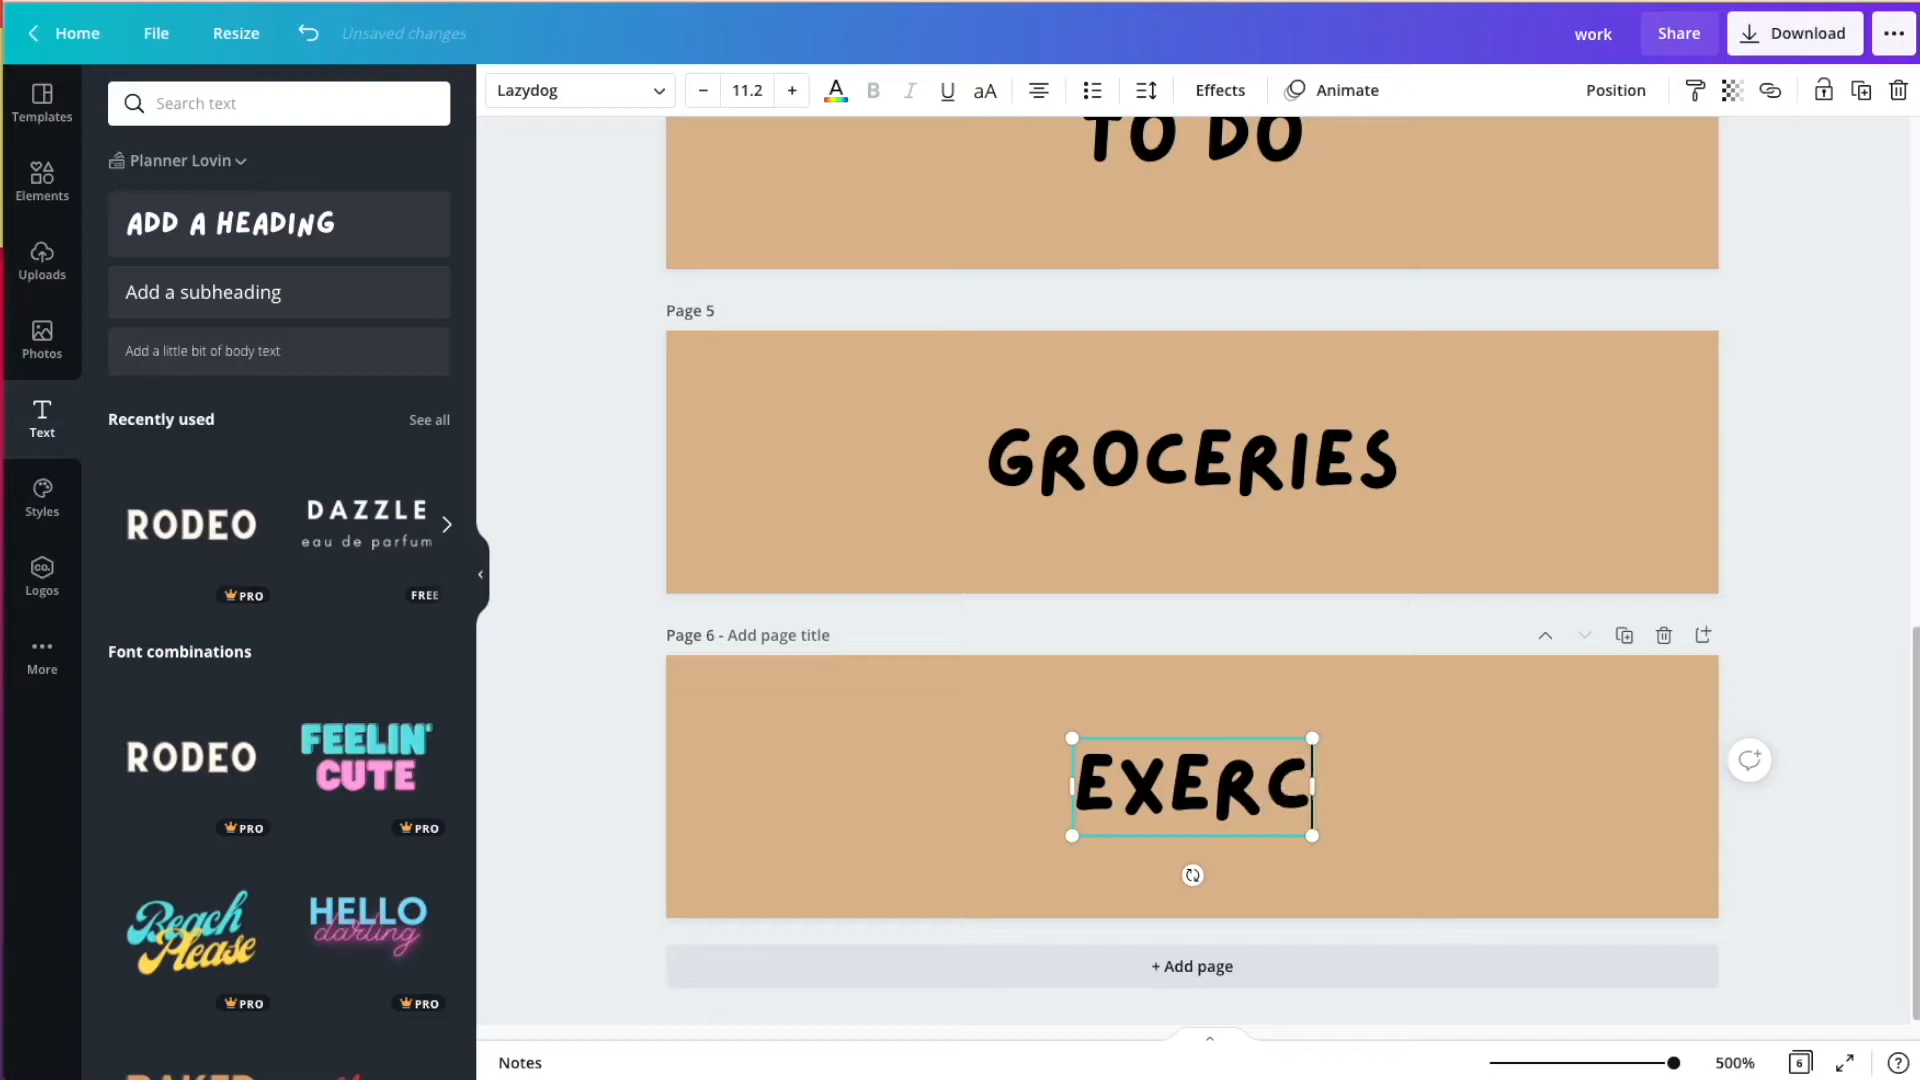 Home File Resize Unsaved changes work Share Download
Templates
Elements
Uploads
Photos
Text
Styles
Logos
More
Search text
Planner Lovin
ADD A HEADING
Add a subheading
Add a little bit of body text
Recently used See all
RODEO
PRO
DAZZLE
eau de parfum
FREE
Font combinations
RODEO
PRO
FEELIN'
CUTE
PRO
Beach
Please
PRO
HELLO
darling
PRO
Lazydog 11.2 A B I U aA Effects Animate Position
TO DO
Page 5
GROCERIES
Page 6 - Add page title
EXERC
+ Add page
Notes 500% 6 ?